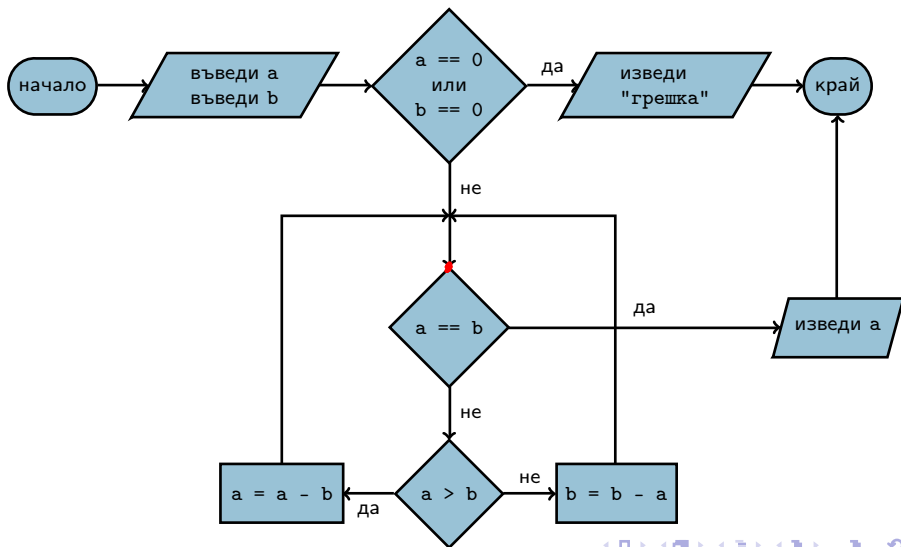 начало
въведи a
въведи b
a == 0
или
b == 0
да
изведи
"грешка"
край
не
a == b
да
изведи a
не
a = a - b
да
a > b
не
b = b - a